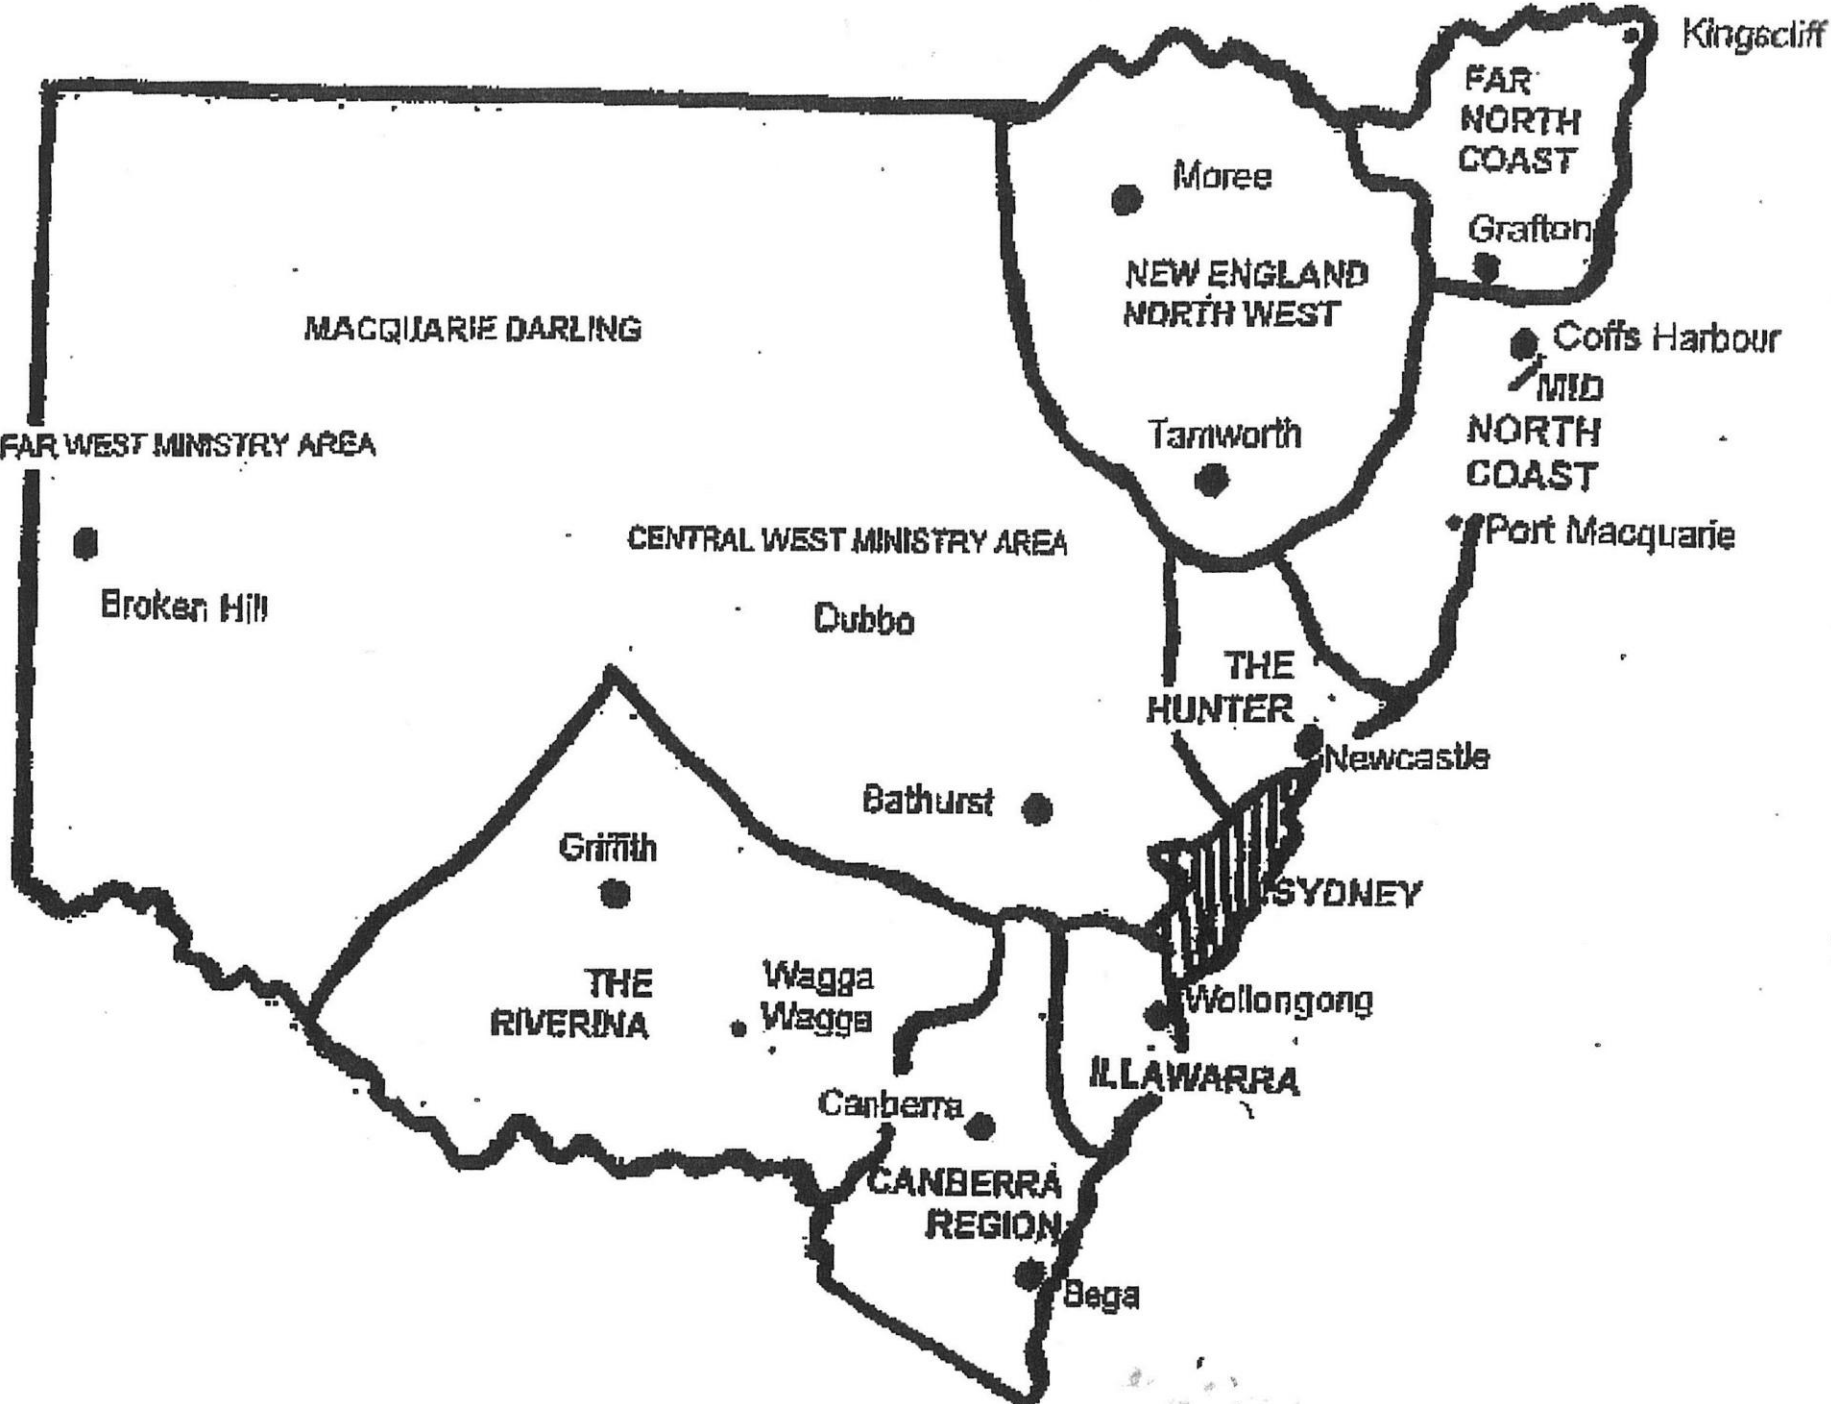 Kingscliff
FAR
NORTH
COAST
Moree
Grafton
NEW ENGLAND
NORTH WEST
MACQUARIE DARLING
Coffs Harbour
MID
NORTH
COAST
FAR WEST MINISTRY AREA
Tamworth
Port Macquarie
CENTRAL WEST MINISTRY AREA
Broken Hill
Dubbo
THE
HUNTER
Newcastle
Bathurst
Griffith
SYDNEY
THE
RIVERINA
Wagga
Wagga
Wollongong
ILLAWARRA
Canberra
CANBERRA
REGION
Bega